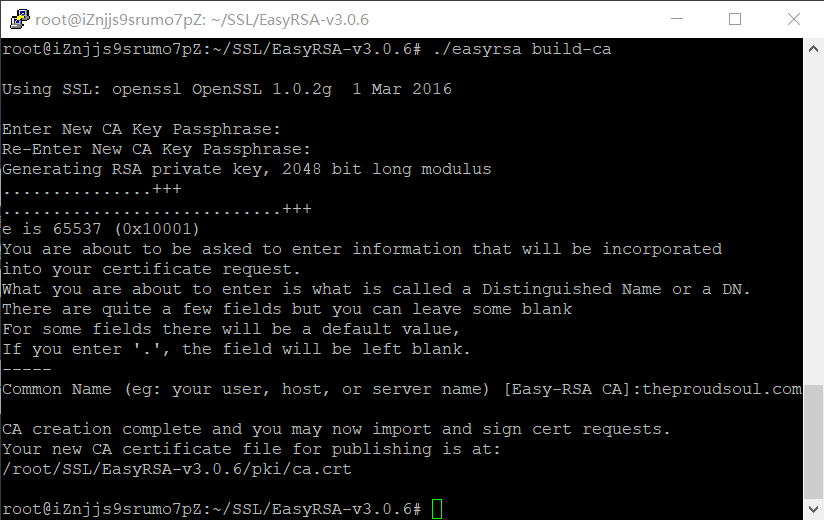 root@iZnjjs9srumo7pZ: ~/SSL/EasyRSA-v3.0.6
root@iZnjjs9srumo7pZ:~/SSL/EasyRSA-v3.0.6# ./easyrsa build-ca
Using SSL: openssl OpenSSL 1.0.2g  1 Mar 2016
Enter New CA Key Passphrase:
Re-Enter New CA Key Passphrase:
Generating RSA private key, 2048 bit long modulus
...............+++
............................+++
e is 65537 (0x10001)
You are about to be asked to enter information that will be incorporated
into your certificate request.
What you are about to enter is what is called a Distinguished Name or a DN.
There are quite a few fields but you can leave some blank
For some fields there will be a default value,
If you enter '.', the field will be left blank.
-----
Common Name (eg: your user, host, or server name) [Easy-RSA CA]:theproudsoul.com
CA creation complete and you may now import and sign cert requests.
Your new CA certificate file for publishing is at:
/root/SSL/EasyRSA-v3.0.6/pki/ca.crt
root@iZnjjs9srumo7pZ:~/SSL/EasyRSA-v3.0.6#